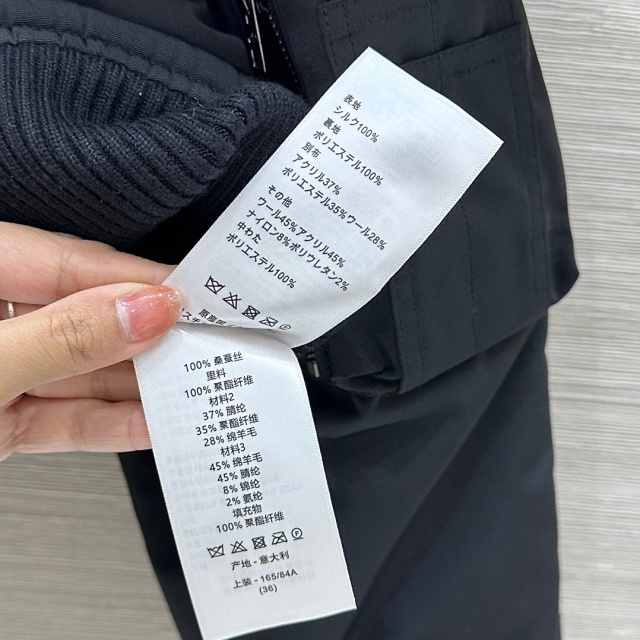 表地
シルク100%
裏地
ポリエステル100%
別布
アクリル37%
ポリエステル35%ウール28%
その他
ウール45%アクリル45%
ナイロン8%ポリウレタン2%
中わた
ポリエステル100%
100% 桑蚕丝
里料
100% 聚酯纤维
材料2
37% 腈纶
35% 聚酯纤维
28% 绵羊毛
材料3
45% 绵羊毛
45% 腈纶
8% 锦纶
2% 氨纶
填充物
100% 聚酯纤维
产地 - 意大利
上装 - 165/84A
(36)